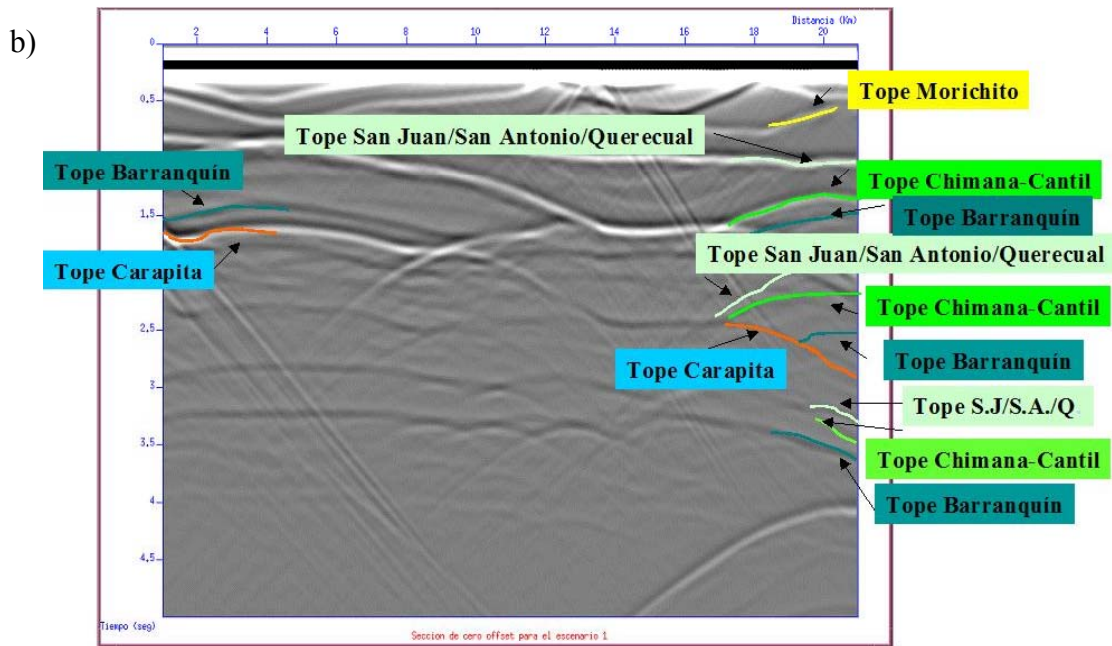 b)
Distancia (Km)
2 4 6 8 10 12 14 16 18 20
0
0.5
1.5
2.5
3
3.5
4
4.5
Tope Morichito
Tope San Juan/San Antonio/Querecual
Tope Barranquín
Tope Chimana-Cantil
Tope Barranquín
Tope Carapita
Tope San Juan/San Antonio/Querecual
Tope Chimana-Cantil
Tope Barranquín
Tope Carapita
Tope S.J/S.A./Q
Tope Chimana-Cantil
Tope Barranquín
Tiempo (seg)
Seccion de cero offset para el escenario 1